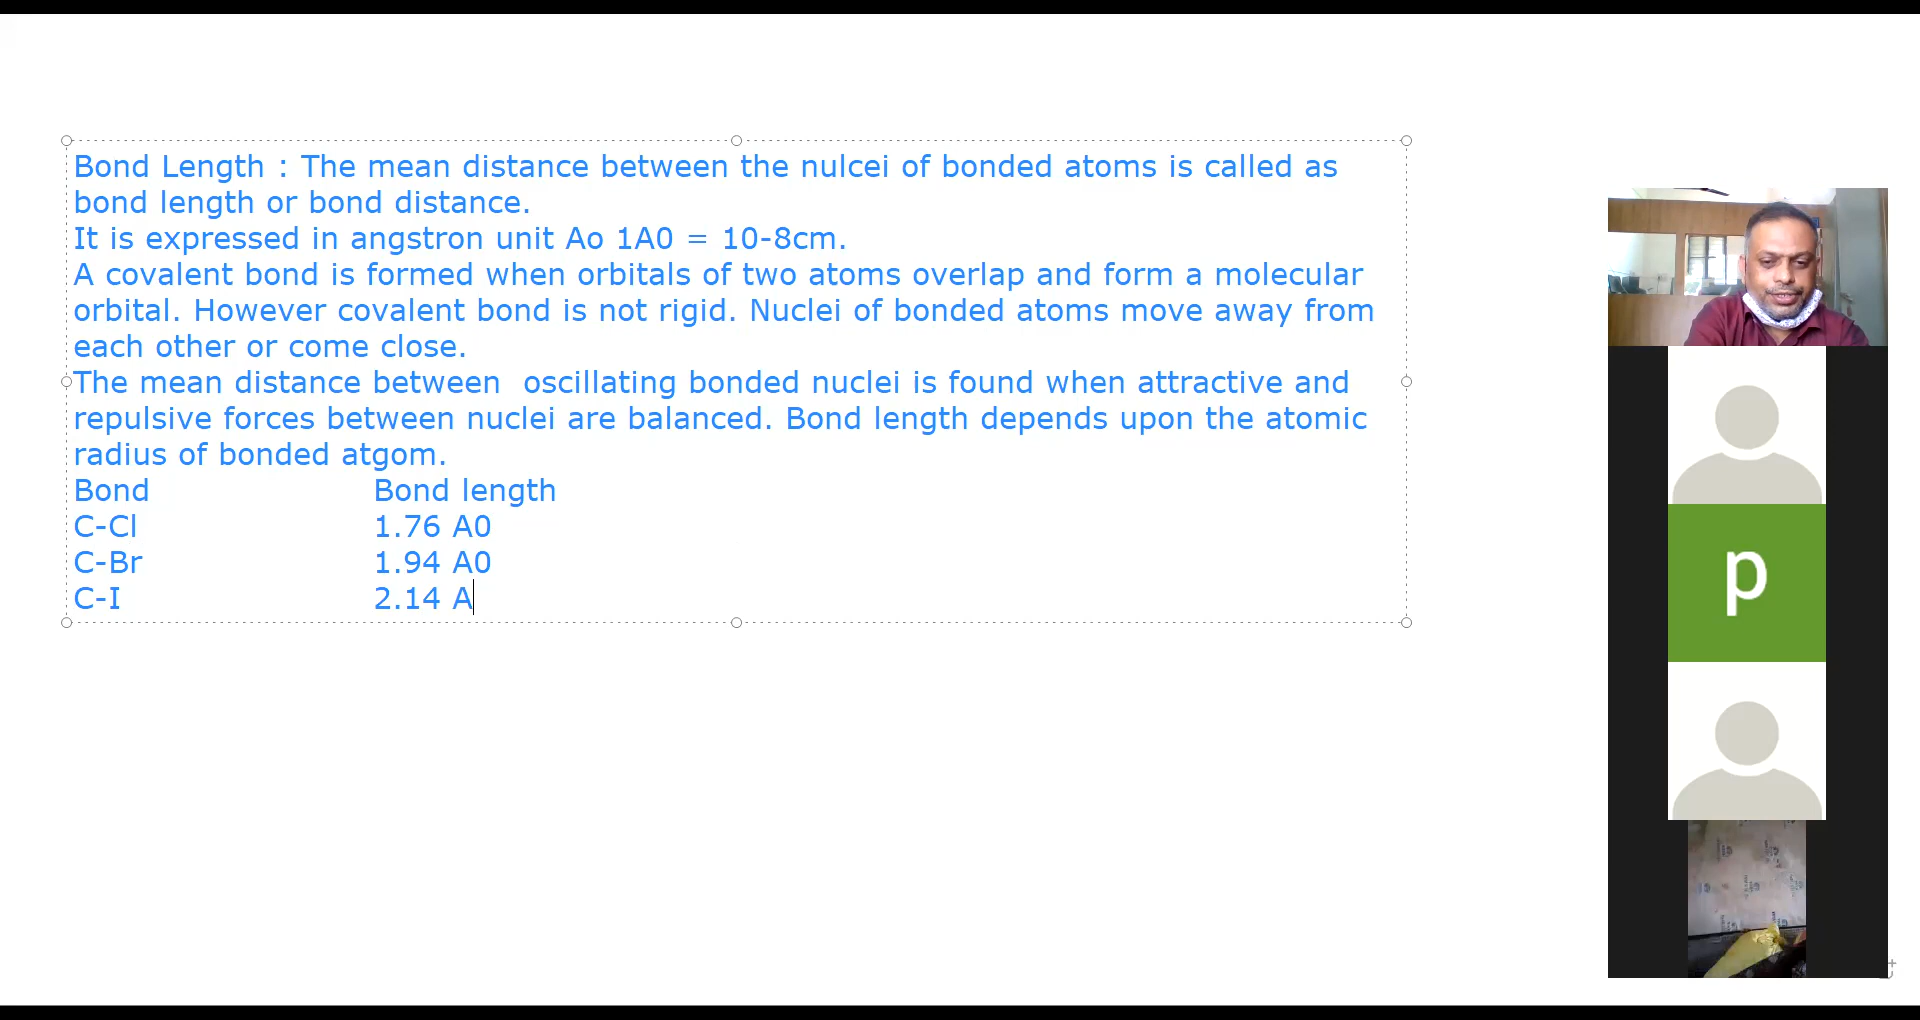 Bond Length : The mean distance between the nulcei of bonded atoms is called as
bond length or bond distance.
It is expressed in angstron unit Ao 1A0 = 10-8cm.
A covalent bond is formed when orbitals of two atoms overlap and form a molecular
orbital. However covalent bond is not rigid. Nuclei of bonded atoms move away from
each other or come close.
The mean distance between  oscillating bonded nuclei is found when attractive and
repulsive forces between nuclei are balanced. Bond length depends upon the atomic
radius of bonded atgom.
Bond Bond length
C-Cl 1.76 A0
C-Br 1.94 A0
C-I 2.14 A
p